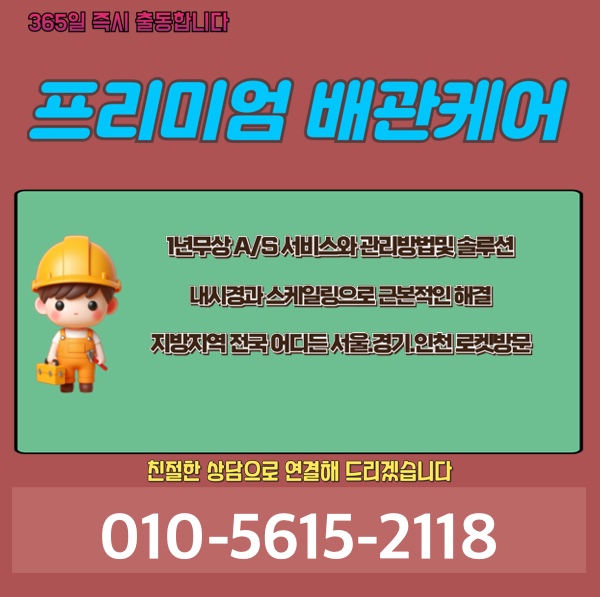 365일 즉시 출동합니다
프리미엄 배관케어
1년무상 A/S 서비스와 관리방법및 솔루션
내시경과 스케일링으로 근본적인 해결
지방지역 전국 어디든 서울.경기.인천 로켓방문
친절한 상담으로 연결해 드리겠습니다
010-5615-2118